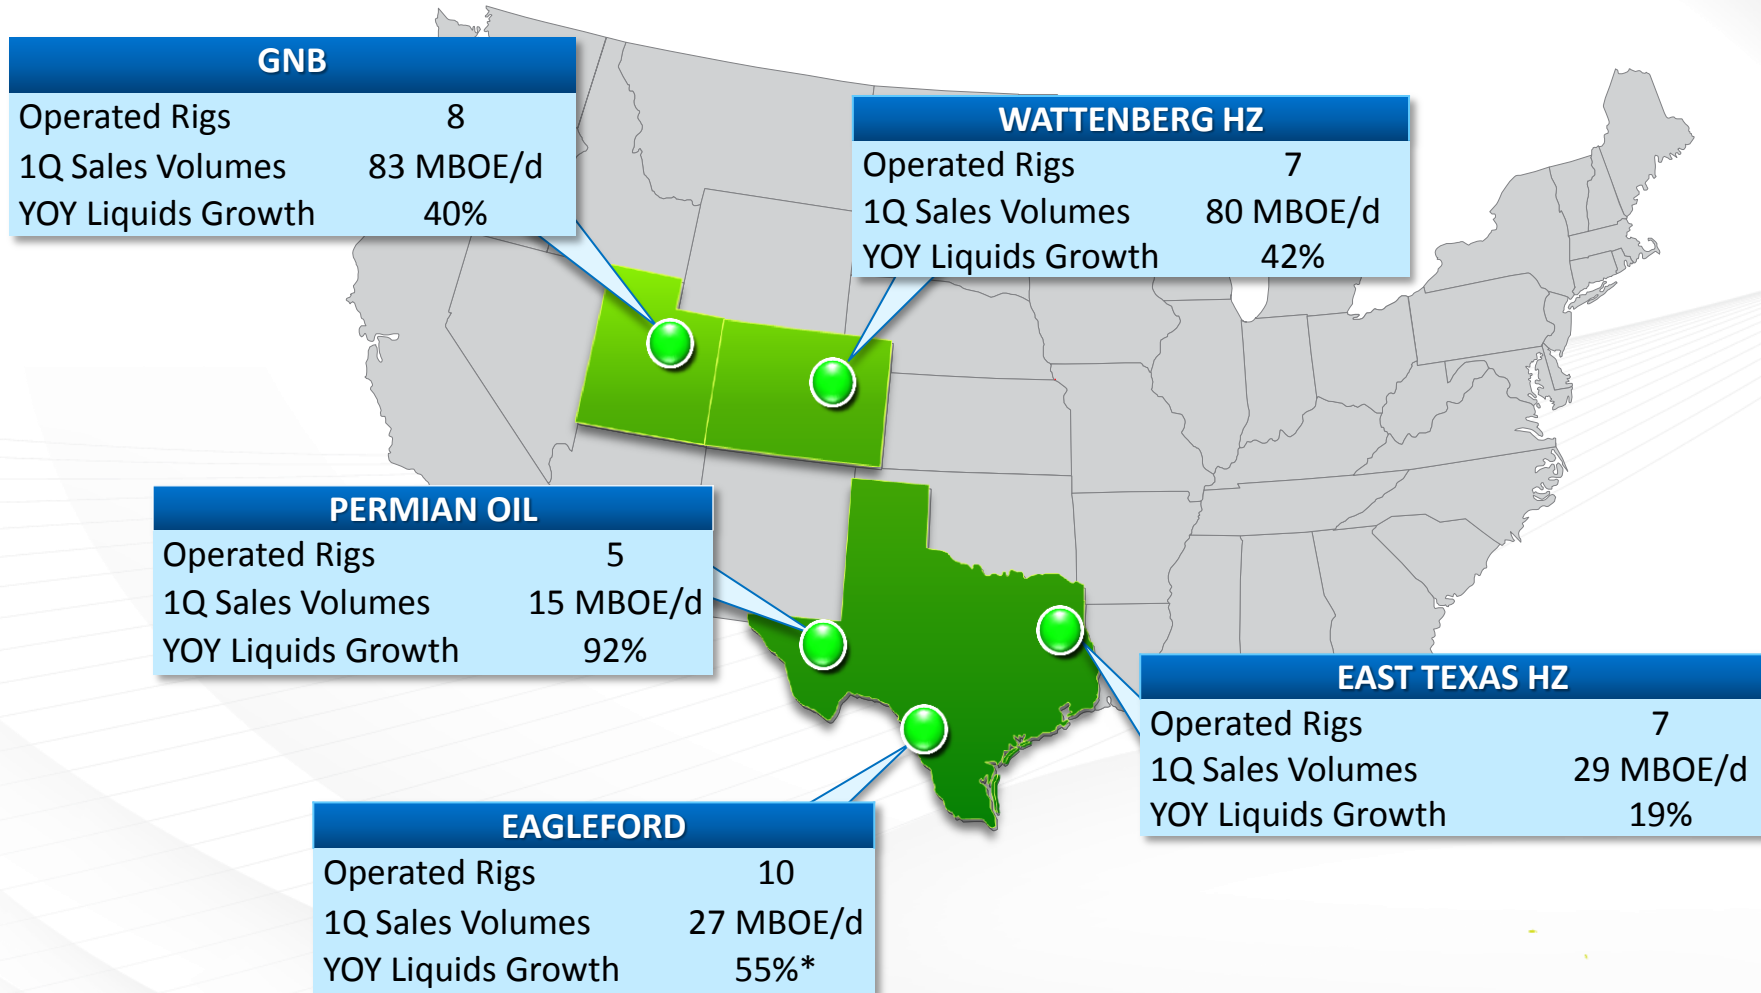 GNB
Operated Rigs 8
1Q Sales Volumes 83 MBOE/d
YOY Liquids Growth 40%
WATTENBERG HZ
Operated Rigs 7
1Q Sales Volumes 80 MBOE/d
YOY Liquids Growth 42%
PERMIAN OIL
Operated Rigs 5
1Q Sales Volumes 15 MBOE/d
YOY Liquids Growth 92%
EAST TEXAS HZ
Operated Rigs 7
1Q Sales Volumes 29 MBOE/d
YOY Liquids Growth 19%
EAGLEFORD
Operated Rigs 10
1Q Sales Volumes 27 MBOE/d
YOY Liquids Growth 55%*